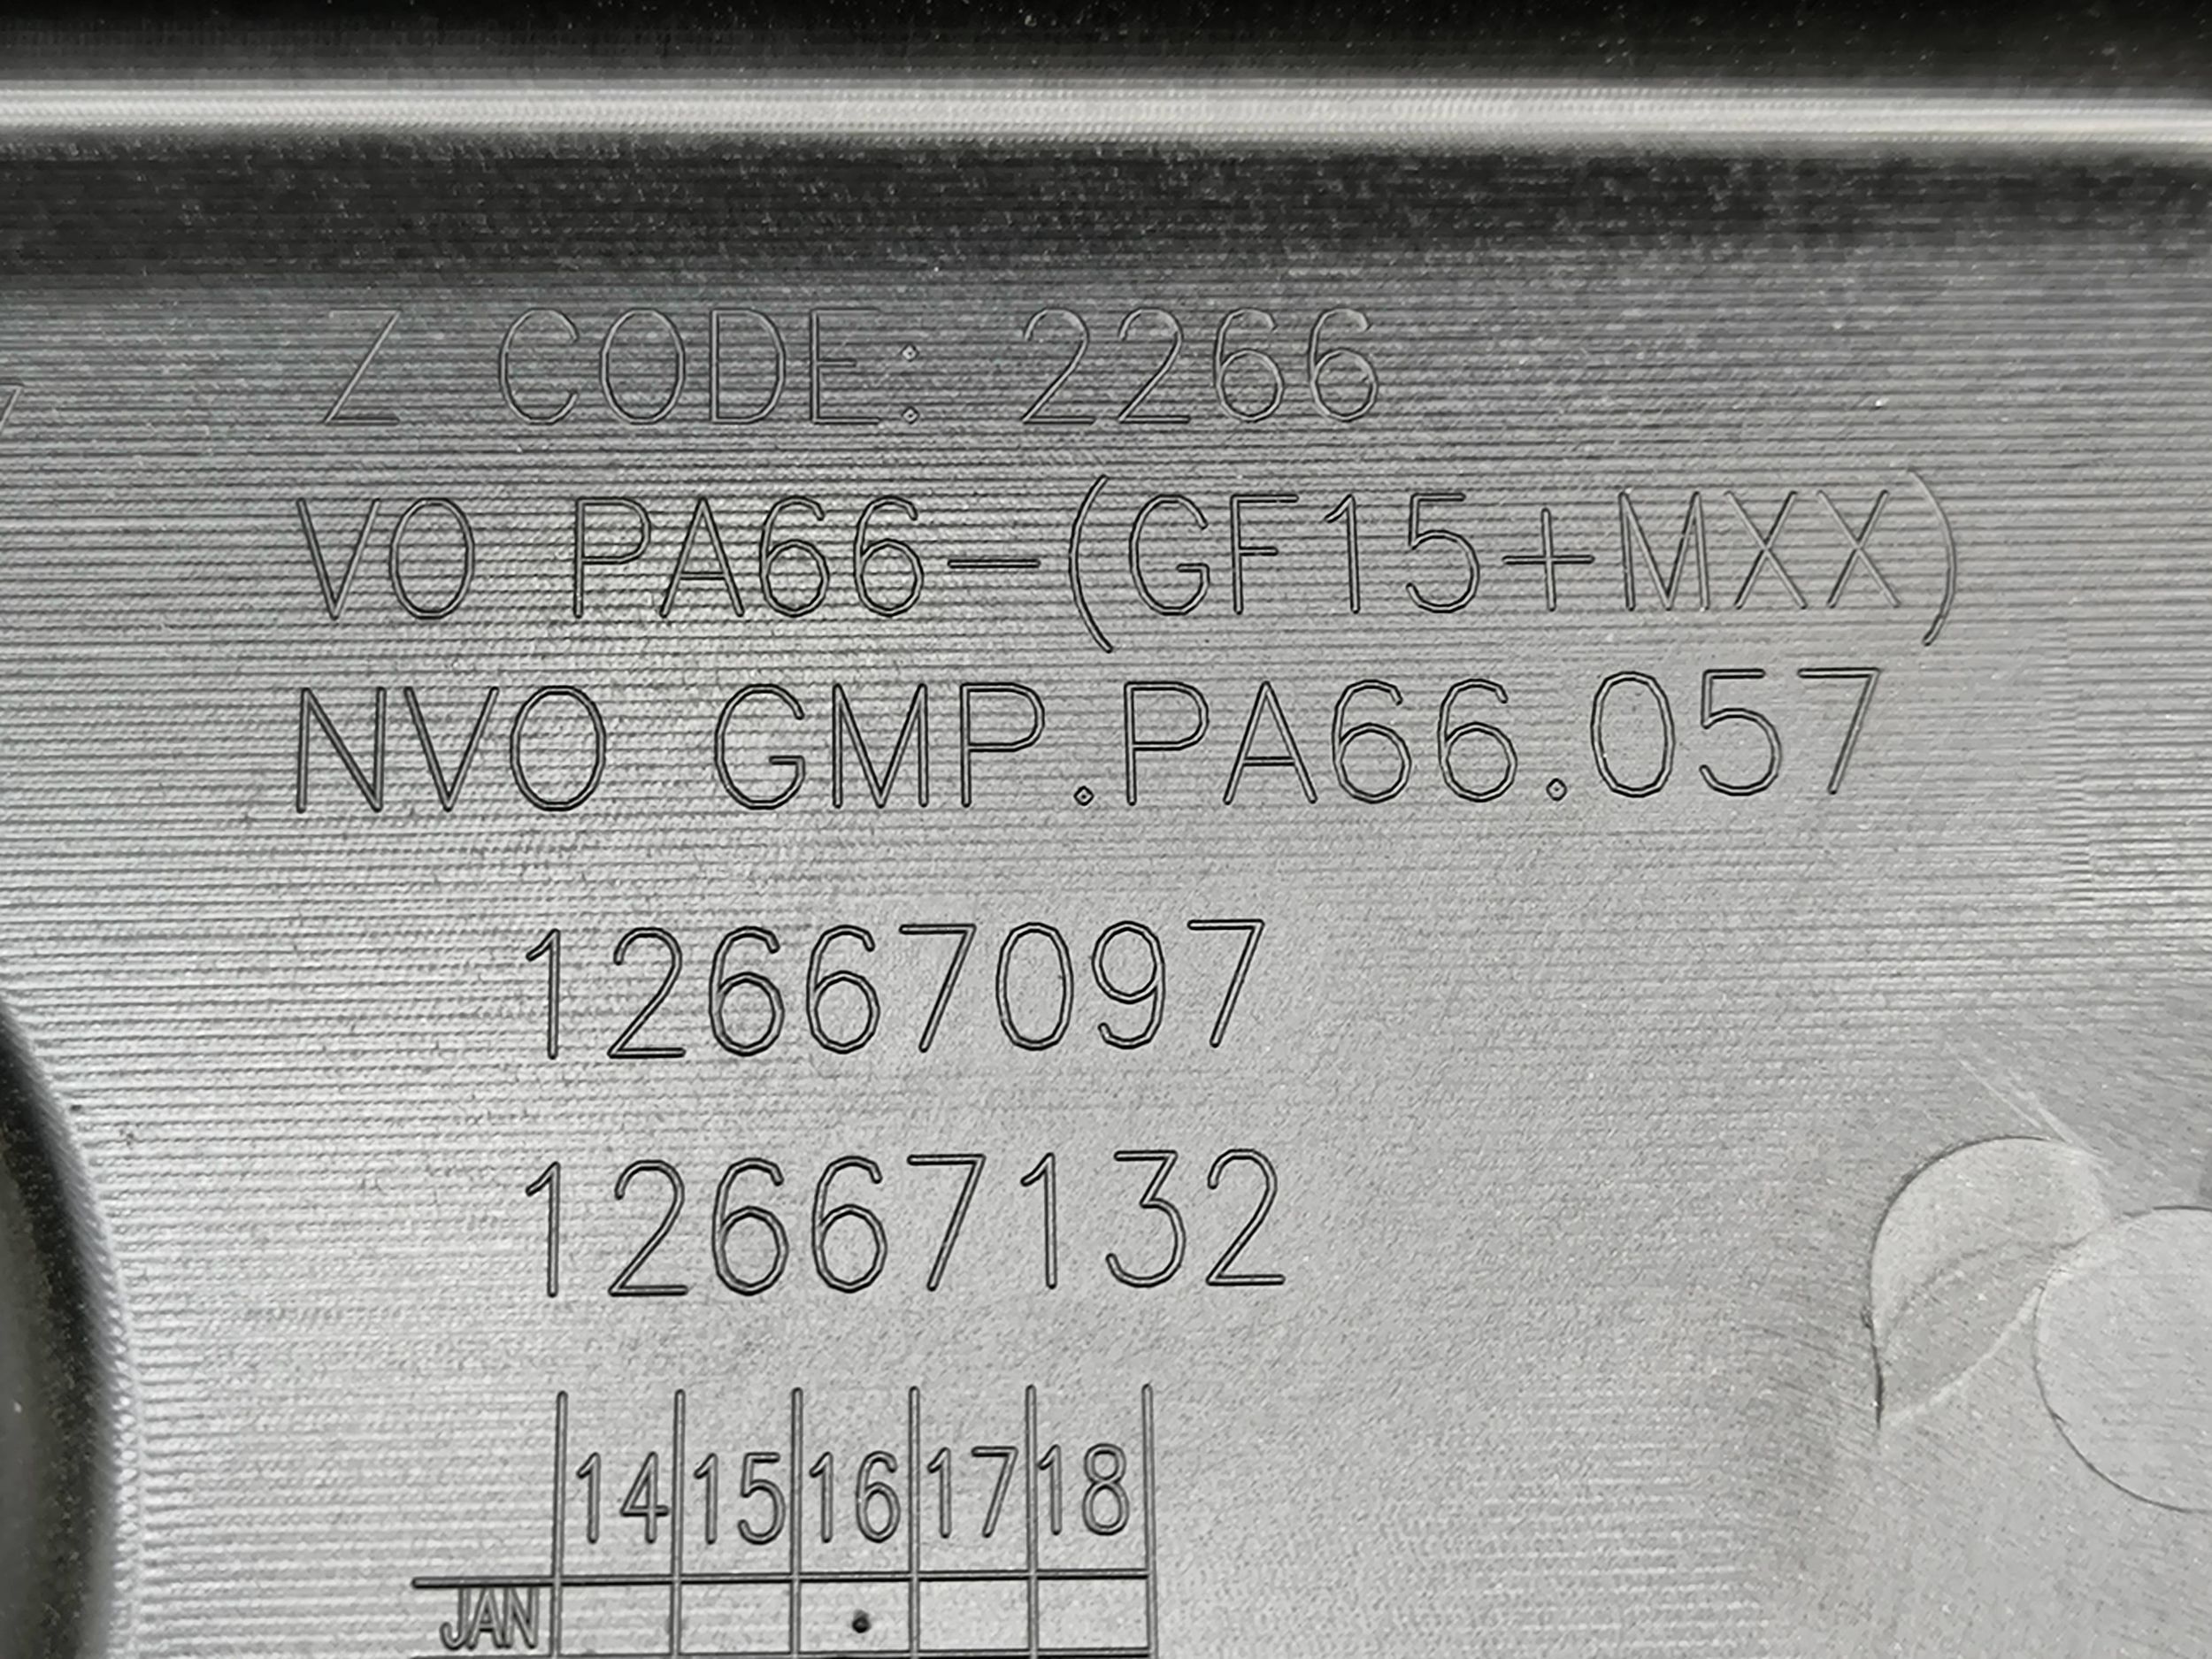 Z CODE: 2266
VO PA66-(GF15+MXX)
NVO GMP.PA66.057
12667097
12667132
14 15 16 17 18
JAN